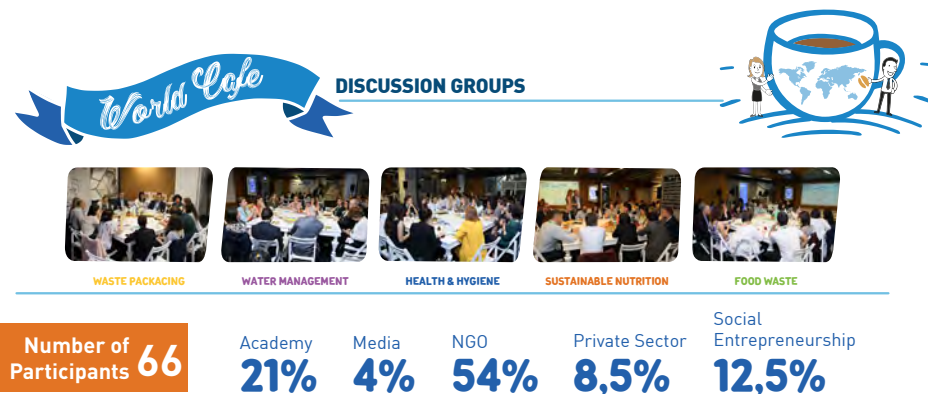 World Cafe
DISCUSSION GROUPS
WASTE PACKACING
WATER MANAGEMENT
HEALTH & HYGIENE
SUSTAINABLE NUTRITION
FOOD WASTE
Number of
Participants 66
Academy
21%
Media
4%
NGO
54%
Private Sector
8,5%
Social
Entrepreneurship
12,5%